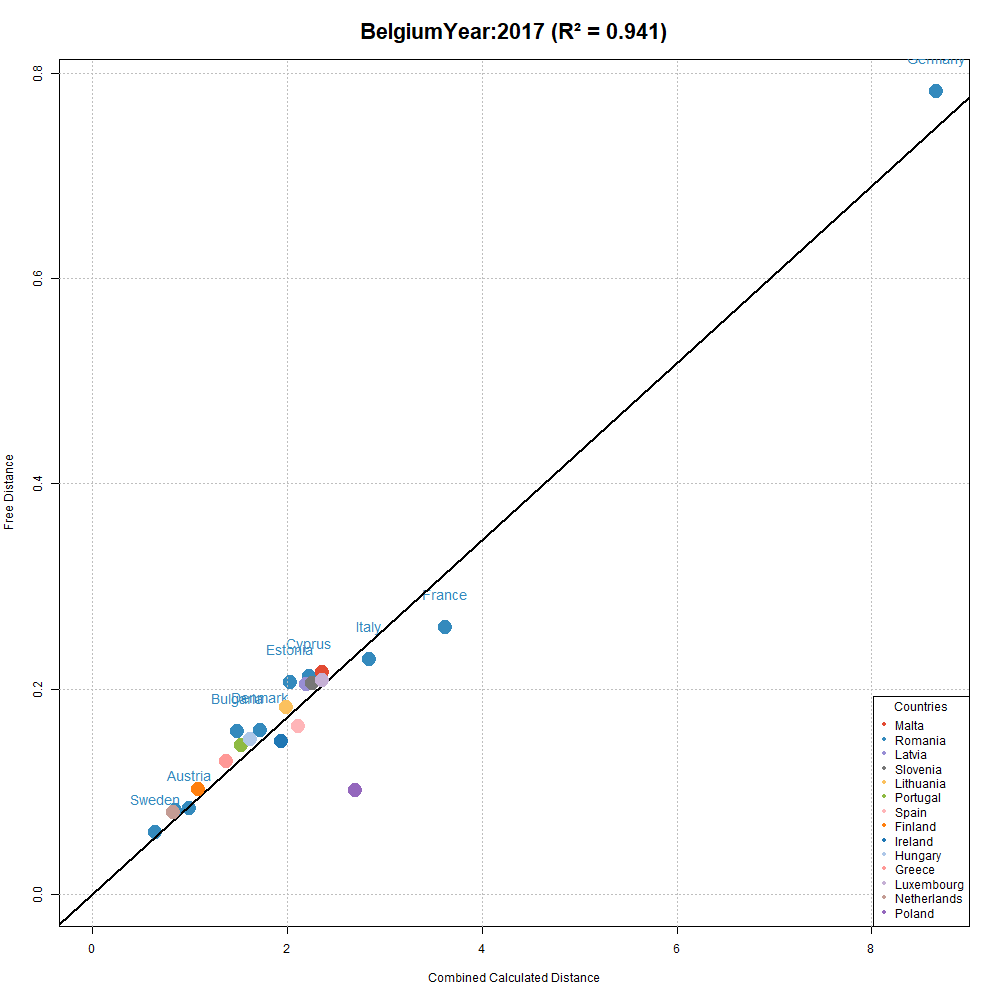 BelgiumYear:2017 (R² = 0.941)
Germany
0.8
0.6
0.4
0.2
0.0
Free Distance
France
Italy
Cyprus
Estonia
Denmark
Bulgaria
Austria
Sweden
Countries
Malta
Romania
Latvia
Slovenia
Lithuania
Portugal
Spain
Finland
Ireland
Hungary
Greece
Luxembourg
Netherlands
Poland
0 2 4 6 8
Combined Calculated Distance